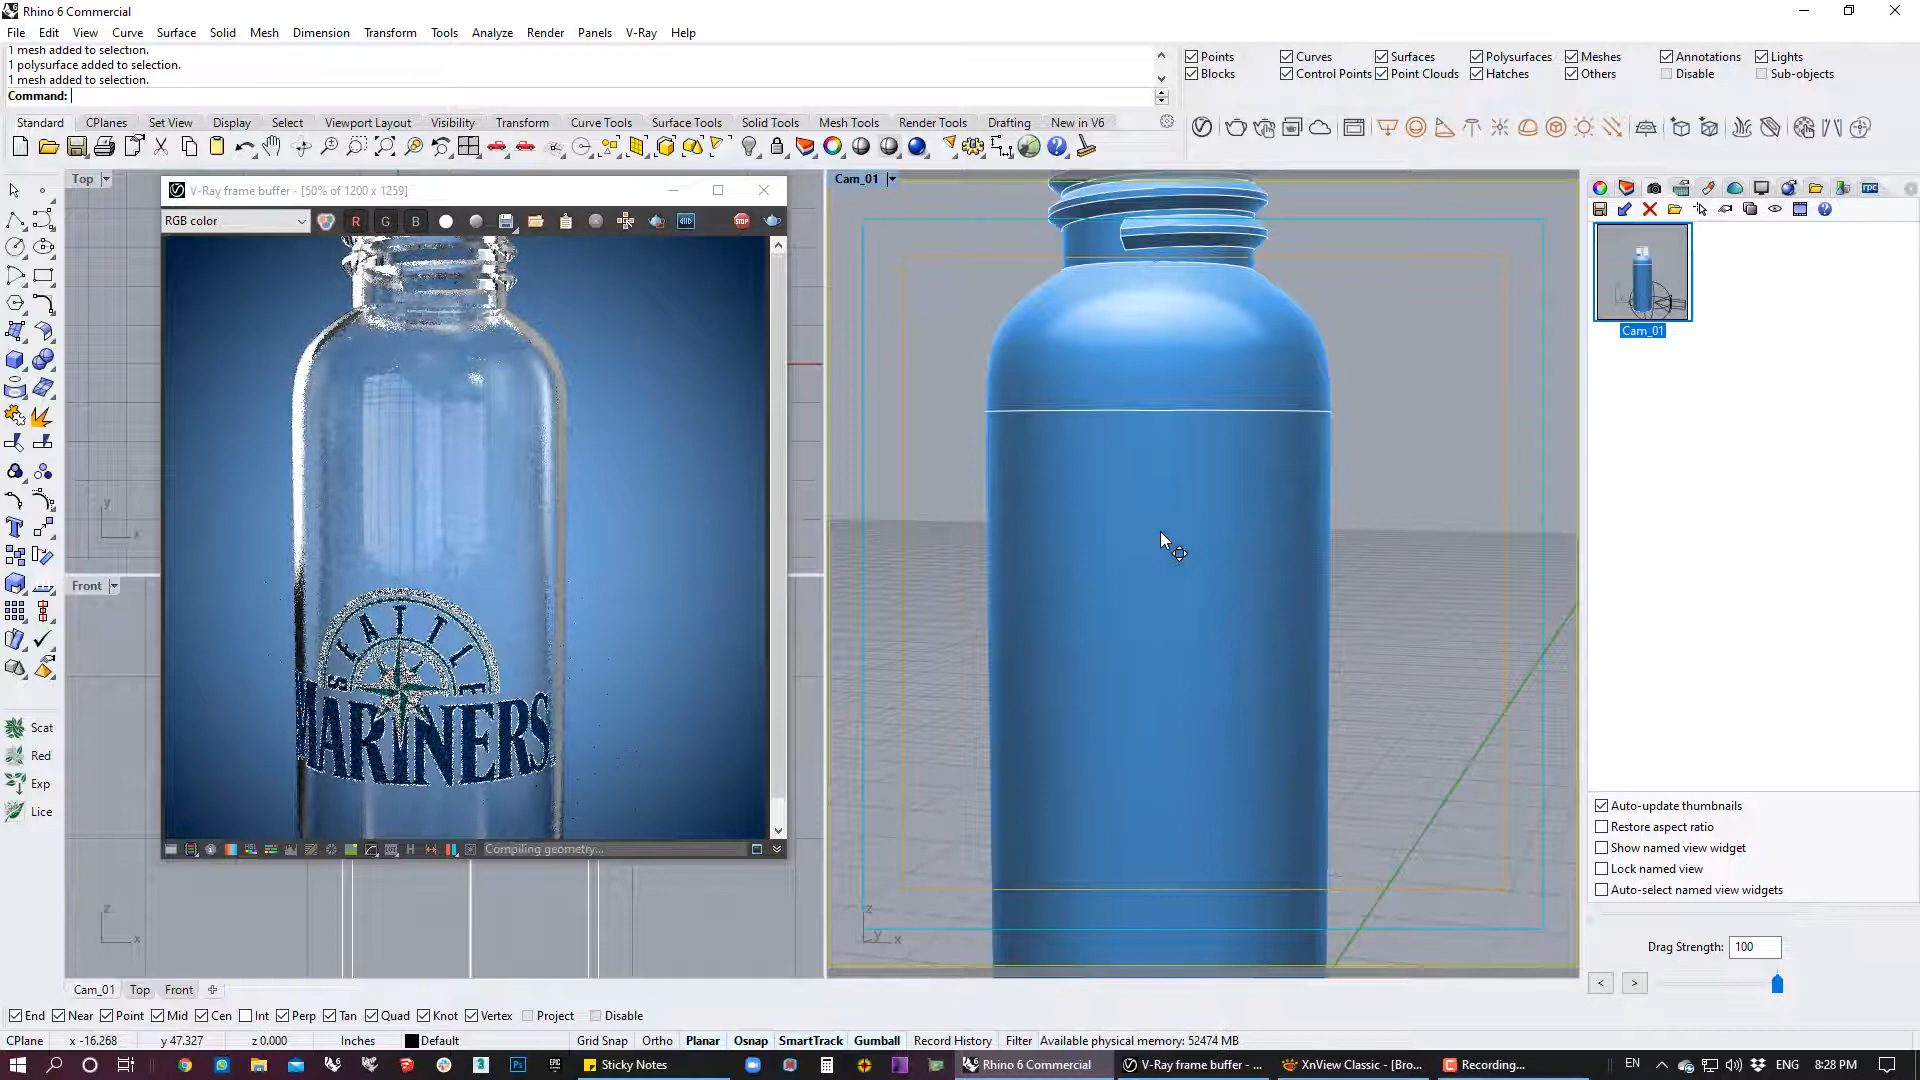 Rhino 6 Commercial
File Edit View Curve Surface Solid Mesh Dimension Transform Tools Analyze Render Panels V-Ray Help
1 mesh added to selection.
1 polysurface added to selection.
1 mesh added to selection.
Command:
Points Curves Surfaces Polysurfaces Meshes Annotations Lights
Blocks Control Points Point Clouds Hatches Others Disable Sub-objects
Standard CPlanes Set View Display Select Viewport Layout Visibility Transform Curve Tools Surface Tools Solid Tools Mesh Tools Render Tools Drafting New in V6
Top
V-Ray frame buffer - [50% of 1200 x 1259]
RGB color
R G B
STOP
SEATTLE
MARINERS
Compiling geometry...
Cam_01
rpc
Cam_01
Front
y
x
z
x
z
y
x
Scat
Red
Exp
Lice
Auto-update thumbnails
Restore aspect ratio
Show named view widget
Lock named view
Auto-select named view widgets
Drag Strength: 100
< >
Cam_01 Top Front
End Near Point Mid Cen Int Perp Tan Quad Knot Vertex Project Disable
CPlane x -16.268 y 47.327 z 0.000 Inches Default Grid Snap Ortho Planar Osnap SmartTrack Gumball Record History Filter Available physical memory: 52474 MB
Sticky Notes Rhino 6 Commercial V-Ray frame buffer - ... XnView Classic - [Bro... Recording... EN ENG 8:28 PM